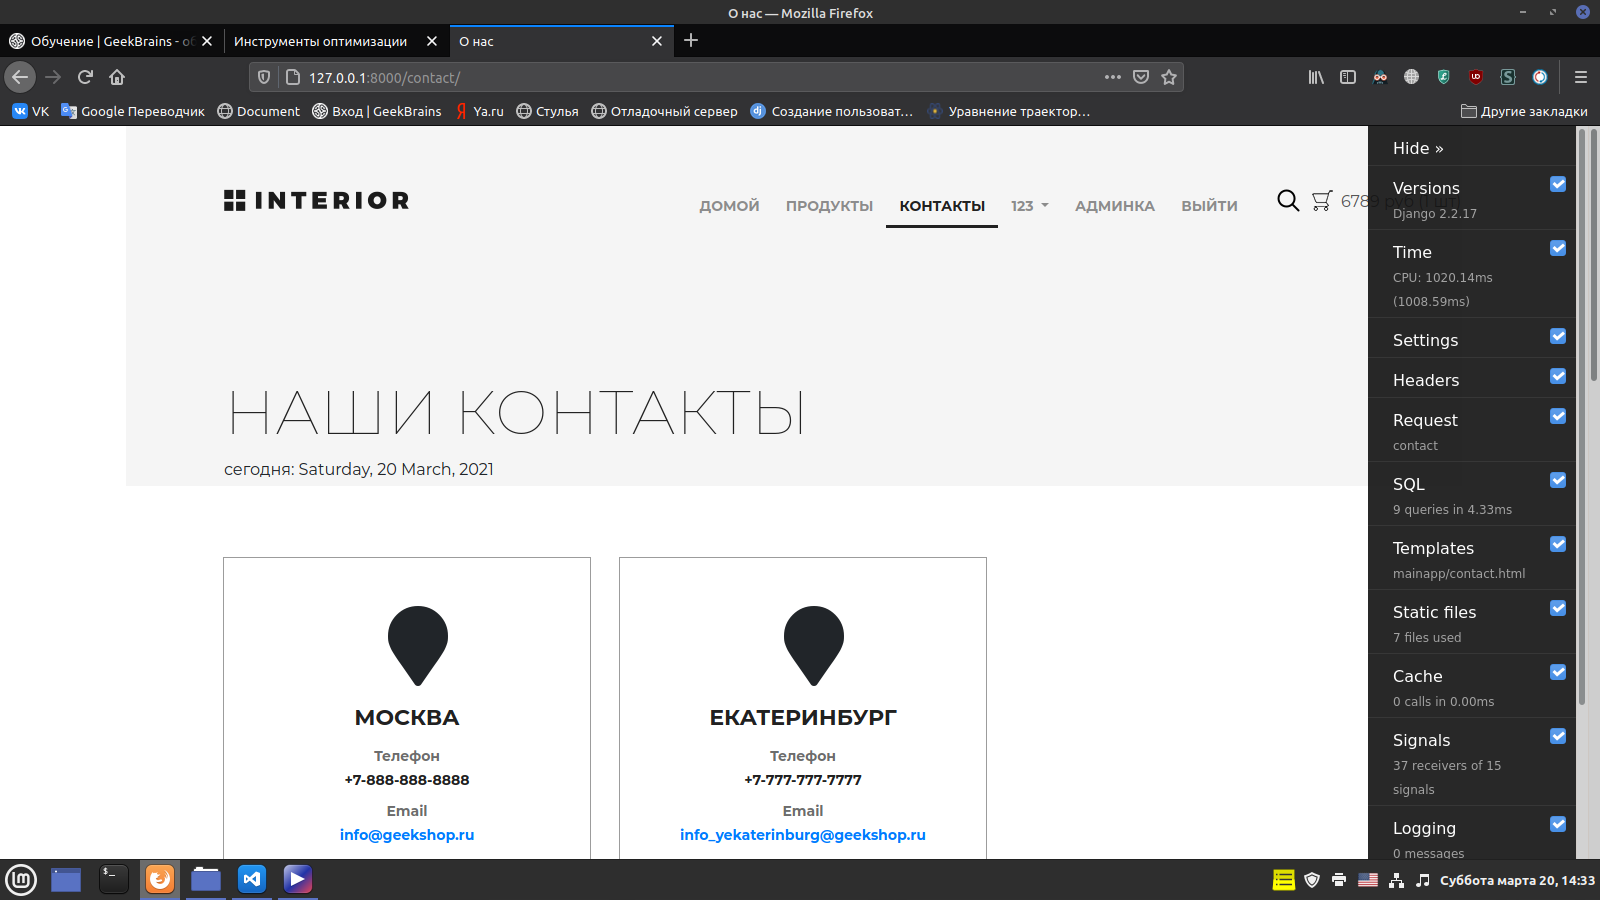 О нас — Mozilla Firefox
Обучение | GeekBrains - об
Инструменты оптимизации
О нас
127.0.0.1:8000/contact/
VK
Google Переводчик
Document
Вход | GeekBrains
Ya.ru
Стулья
Отладочный сервер
Создание пользоват…
Уравнение траектор…
Другие закладки
INTERIOR
ДОМОЙ
ПРОДУКТЫ
КОНТАКТЫ
123
АДМИНКА
ВЫЙТИ
6789 руб (1 шт)
НАШИ КОНТАКТЫ
сегодня: Saturday, 20 March, 2021
МОСКВА
Телефон
+7-888-888-8888
Email
info@geekshop.ru
ЕКАТЕРИНБУРГ
Телефон
+7-777-777-7777
Email
info_yekaterinburg@geekshop.ru
Hide »
Versions
Django 2.2.17
Time
CPU: 1020.14ms
(1008.59ms)
Settings
Headers
Request
contact
SQL
9 queries in 4.33ms
Templates
mainapp/contact.html
Static files
7 files used
Cache
0 calls in 0.00ms
Signals
37 receivers of 15
signals
Logging
0 messages
Суббота марта 20, 14:33